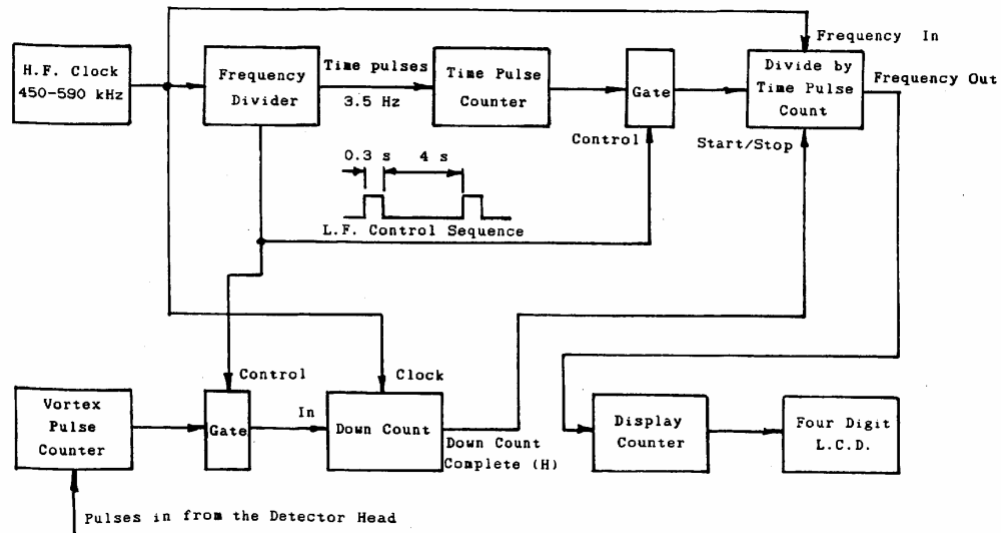 Frequency In
H.F. Clock
450-590 kHz
Frequency
Divider
Time pulses
3.5 Hz
Time Pulse
Counter
Gate
Control
Divide by
Time Pulse
Count
Frequency Out
Start/Stop
0.3 s
4 s
L.F. Control Sequence
Control
Clock
Vortex
Pulse
Counter
Gate
In
Down Count
Down Count
Complete (H)
Display
Counter
Four Digit
L.C.D.
Pulses in from the Detector Head